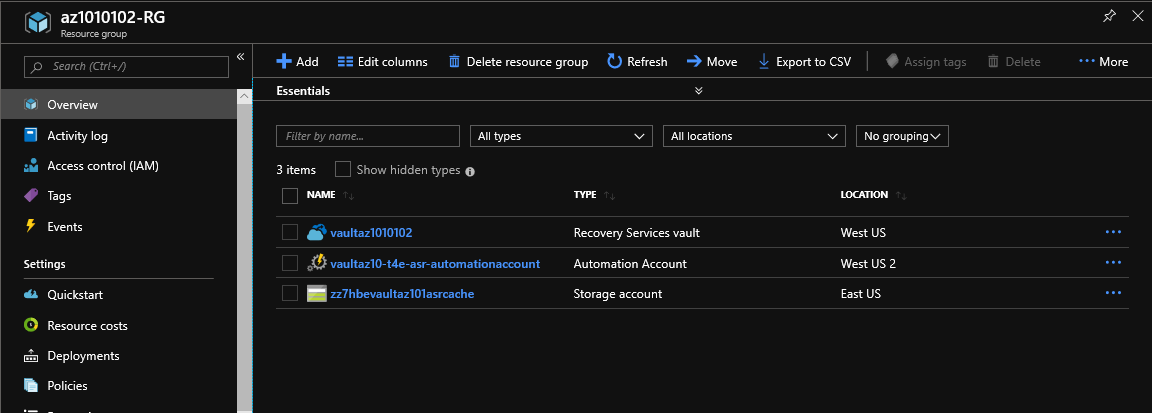 az1010102-RG
Resource group
Search (Ctrl+/)
Overview
Activity log
Access control (IAM)
Tags
Events
Settings
Quickstart
Resource costs
Deployments
Policies
Add Edit columns Delete resource group Refresh Move Export to CSV Assign tags Delete More
Essentials
Filter by name... All types All locations No grouping
3 items Show hidden types
NAME TYPE LOCATION
vaultaz1010102 Recovery Services vault West US
vaultaz10-t4e-asr-automationaccount Automation Account West US 2
zz7hbevaultaz101asrcache Storage account East US